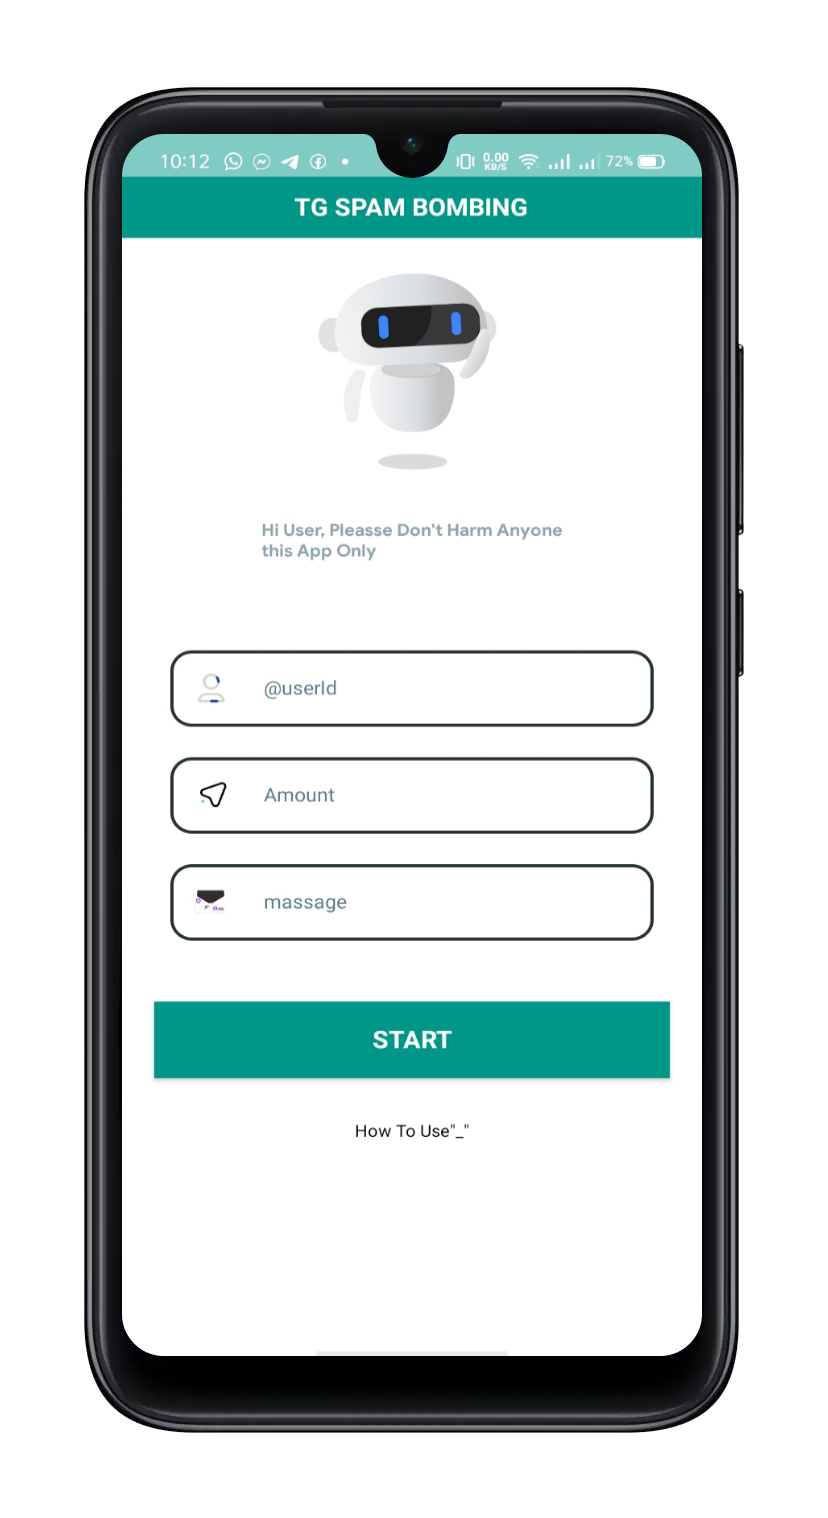 10:12
0.00
KB/S
72%
TG SPAM BOMBING
Hi User, Pleasse Don't Harm Anyone
this App Only
@userId
Amount
massage
START
How To Use"_"